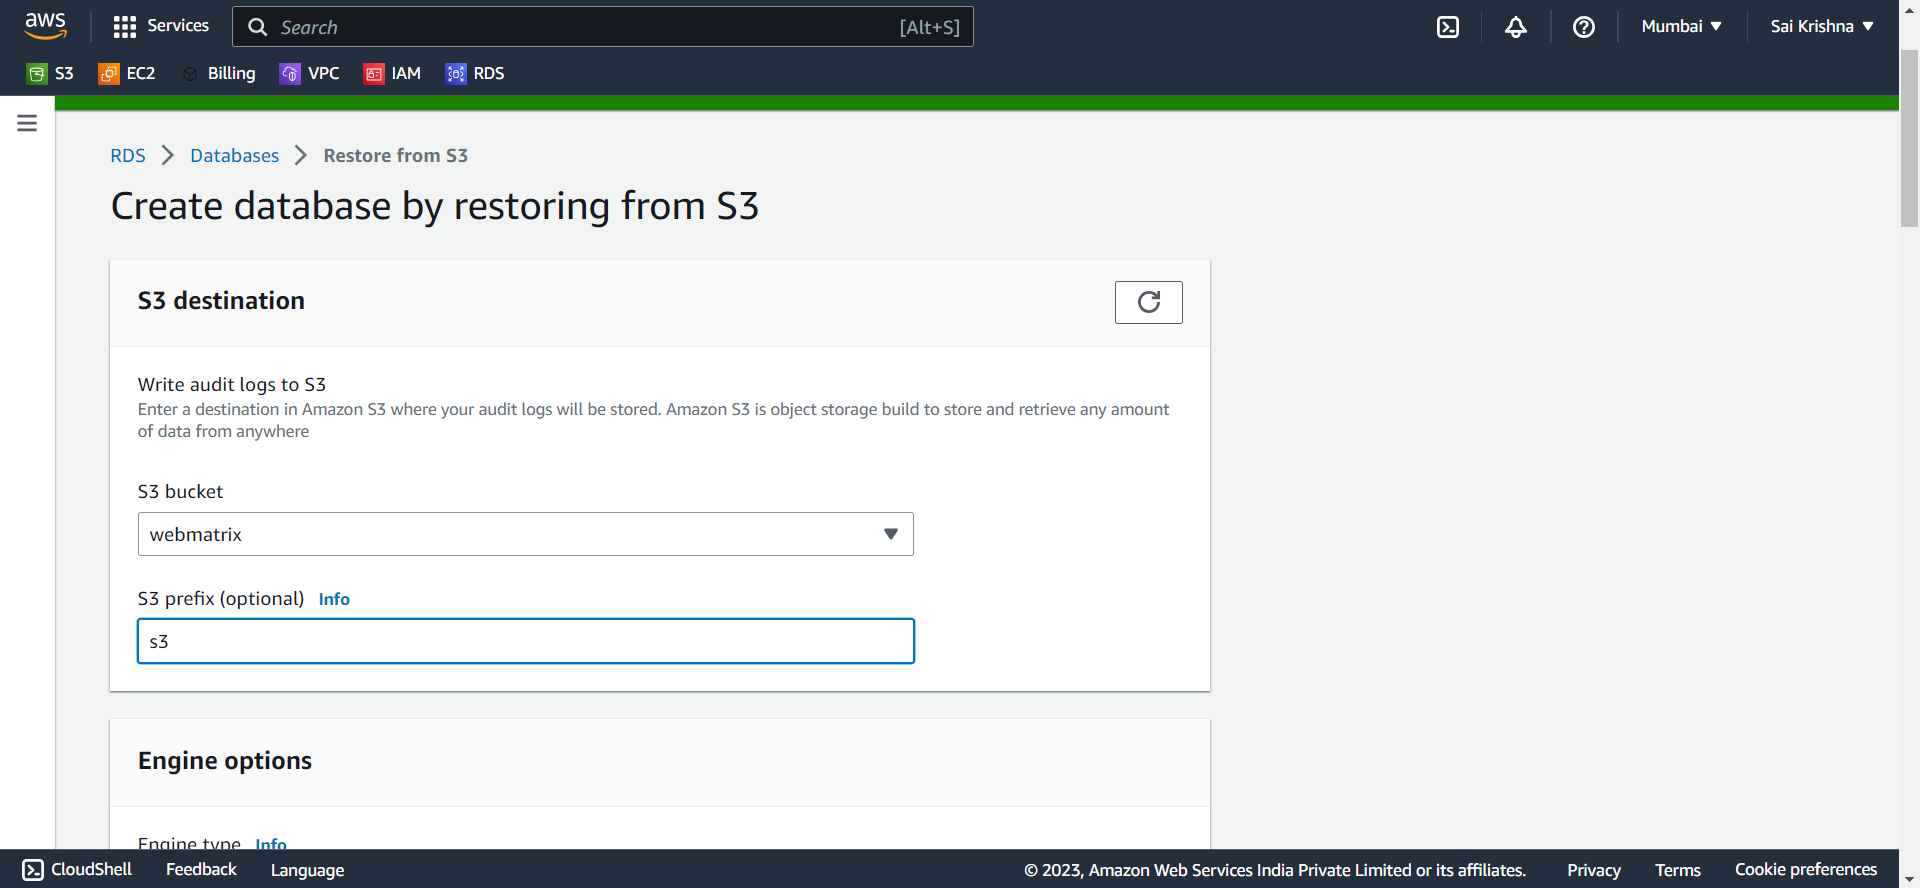 aws
Services
Search
[Alt+S]
Mumbai
Sai Krishna
S3
EC2
Billing
VPC
IAM
RDS
RDS
Databases
Restore from S3
Create database by restoring from S3
S3 destination
Write audit logs to S3
Enter a destination in Amazon S3 where your audit logs will be stored. Amazon S3 is object storage build to store and retrieve any amount
of data from anywhere
S3 bucket
webmatrix
S3 prefix (optional) Info
s3
Engine options
Engine type Info
CloudShell
Feedback
Language
© 2023, Amazon Web Services India Private Limited or its affiliates.
Privacy
Terms
Cookie preferences